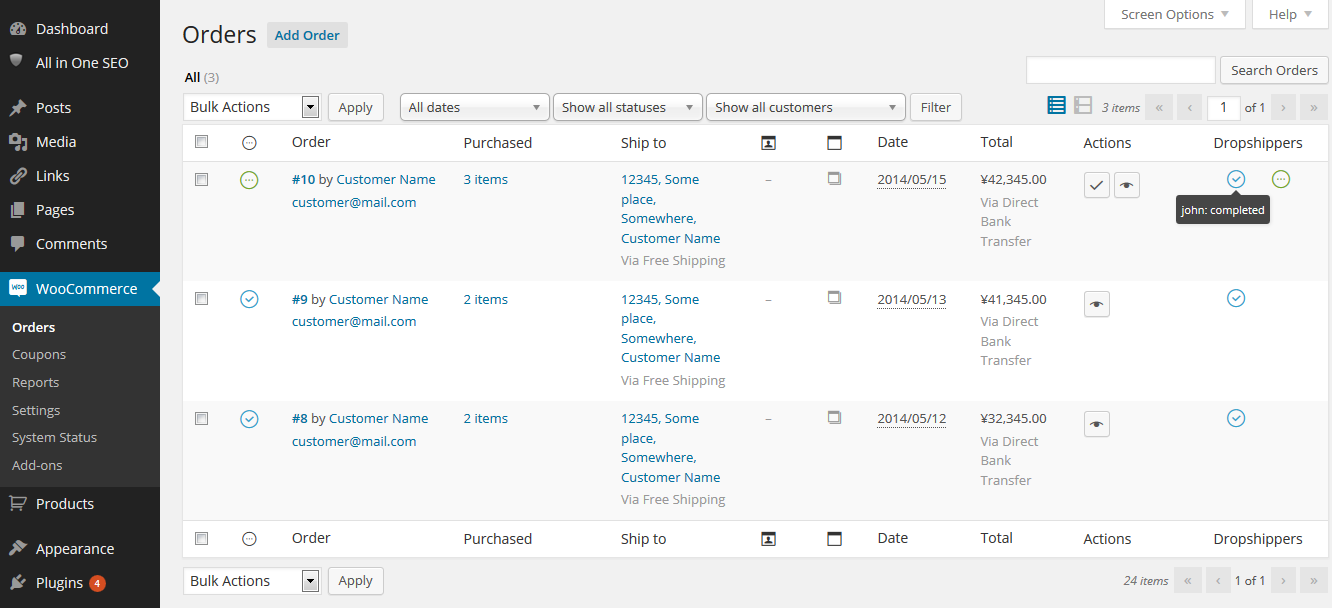 Dashboard
All in One SEO
Posts
Media
Links
Pages
Comments
WooCommerce
Orders
Coupons
Reports
Settings
System Status
Add-ons
Products
Appearance
Plugins 4
Screen Options Help
Orders Add Order
All (3)
Search Orders
Bulk Actions Apply All dates Show all statuses Show all customers Filter 3 items « ‹ 1 of 1 › »
Order Purchased Ship to Date Total Actions Dropshippers
#10 by Customer Name 3 items 12345, Some – 2014/05/15 ¥42,345.00
customer@mail.com place, Via Direct
john: completed
Somewhere, Bank
Customer Name Transfer
Via Free Shipping
#9 by Customer Name 2 items 12345, Some – 2014/05/13 ¥41,345.00
customer@mail.com place, Via Direct
Somewhere, Bank
Customer Name Transfer
Via Free Shipping
#8 by Customer Name 2 items 12345, Some – 2014/05/12 ¥32,345.00
customer@mail.com place, Via Direct
Somewhere, Bank
Customer Name Transfer
Via Free Shipping
Order Purchased Ship to Date Total Actions Dropshippers
Bulk Actions Apply 24 items « ‹ 1 of 1 › »